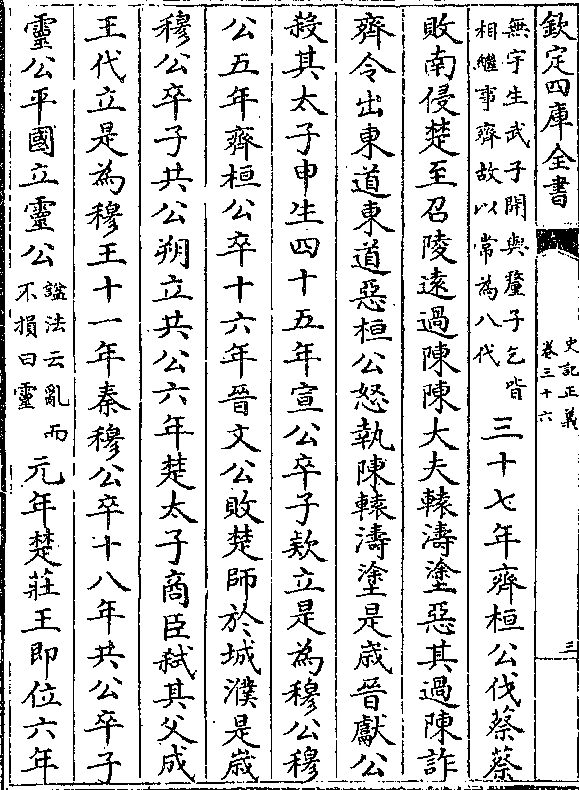 欽定四庫全書
史記正義
卷三十六
三
無宇生武子開與釐子乞皆
相繼事齊故以常為八代
三十七年齊桓公伐蔡蔡
敗南侵楚至召陵還過陳陳大夫轅濤塗惡其過陳詐
齊令出東道東道惡桓公怒執陳轅濤塗是歳晉獻公
殺其太子申生四十五年宣公卒子欵立是為穆公穆
公五年齊桓公卒十六年晉文公敗楚師於城濮是歳
穆公卒子共公朔立共公六年楚太子商臣弑其父成
王代立是為穆王十一年秦穆公卒十八年共公卒子
靈公平國立靈公
諡法云亂而
不損曰靈
元年楚莊王即位六年